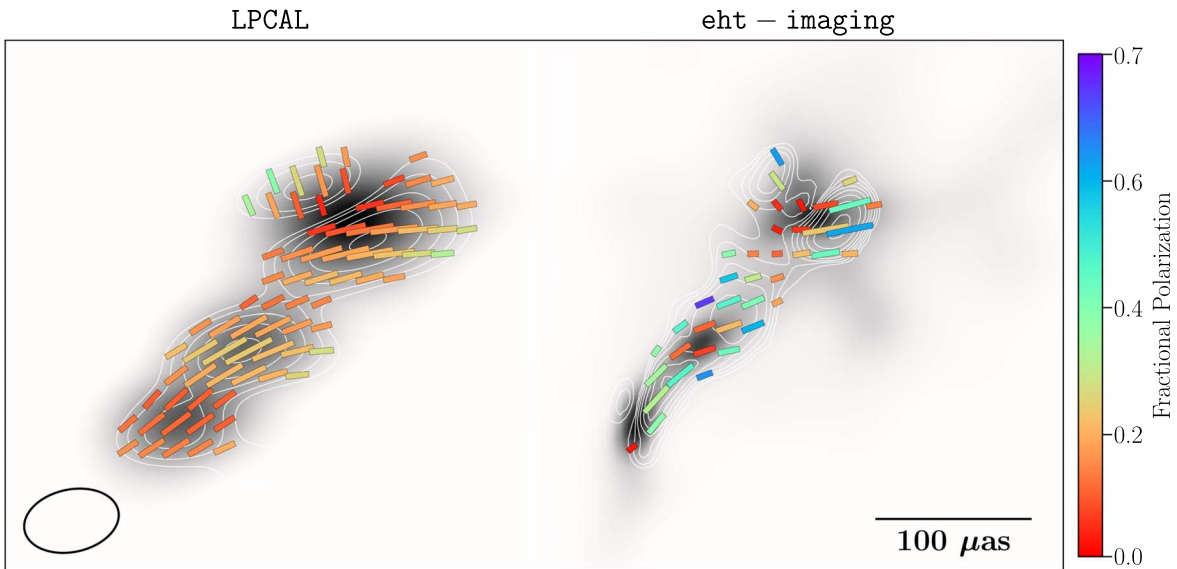 LPCAL
eht – imaging
0.7
0.6
0.4
0.2
0.0
Fractional Polarization
100 μas